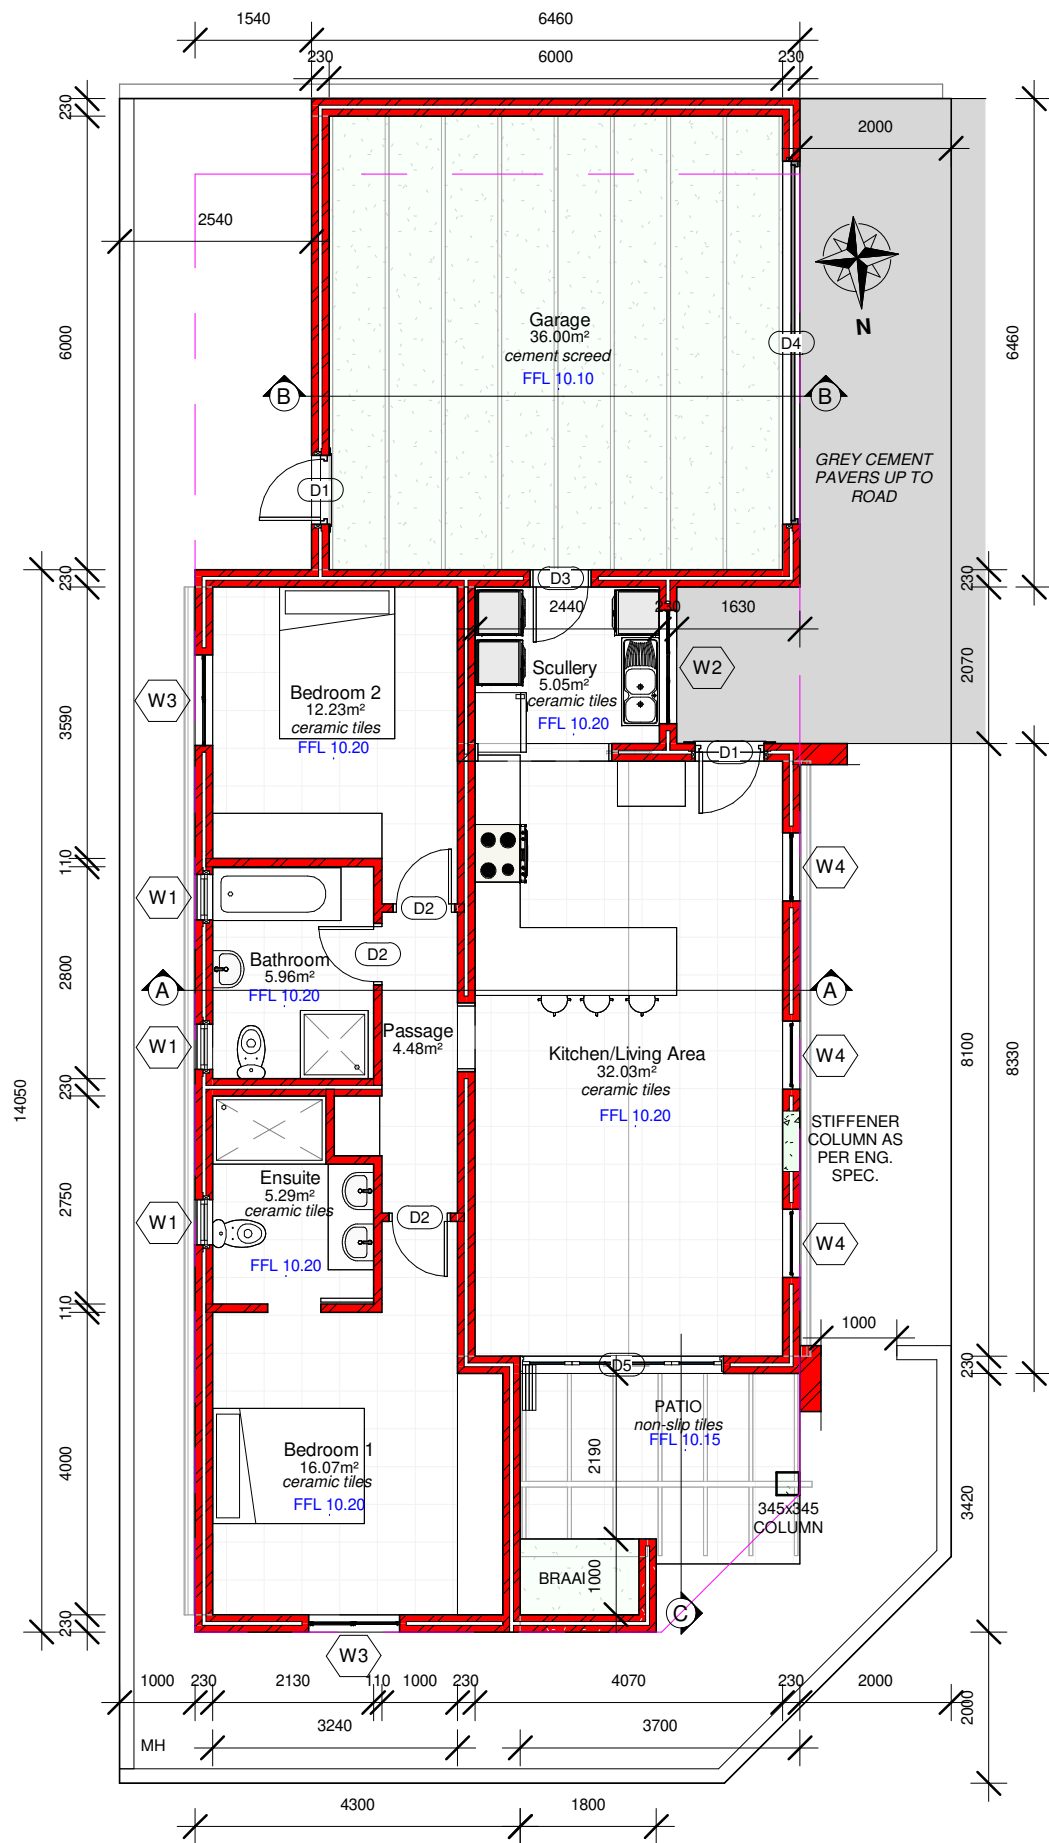 1540
6460
230
6000
230
230
2000
2540
N
6000
6460
Garage
36.00m²
cement screed
FFL 10.10
D4
B
B
GREY CEMENT
PAVERS UP TO
ROAD
D1
230
D3
230
2440
230
1630
Scullery
5.05m²
ceramic tiles
FFL 10.20
W2
2070
Bedroom 2
12.23m²
ceramic tiles
FFL 10.20
W3
3590
D1
110
W1
D2
W4
D2
Bathroom
5.96m²
FFL 10.20
2800
A
A
Passage
4.48m²
W1
Kitchen/Living Area
32.03m²
ceramic tiles
FFL 10.20
W4
8100
8330
14050
230
STIFFENER
COLUMN AS
PER ENG.
SPEC.
Ensuite
5.29m²
ceramic tiles
FFL 10.20
2750
W1
D2
W4
110
1000
D5
230
PATIO
non-slip tiles
FFL 10.15
2190
Bedroom 1
16.07m²
ceramic tiles
FFL 10.20
4000
345x345
COLUMN
3420
BRAAI
1000
C
230
W3
1000
230
2130
110
1000
230
4070
230
2000
2000
3240
3700
MH
4300
1800